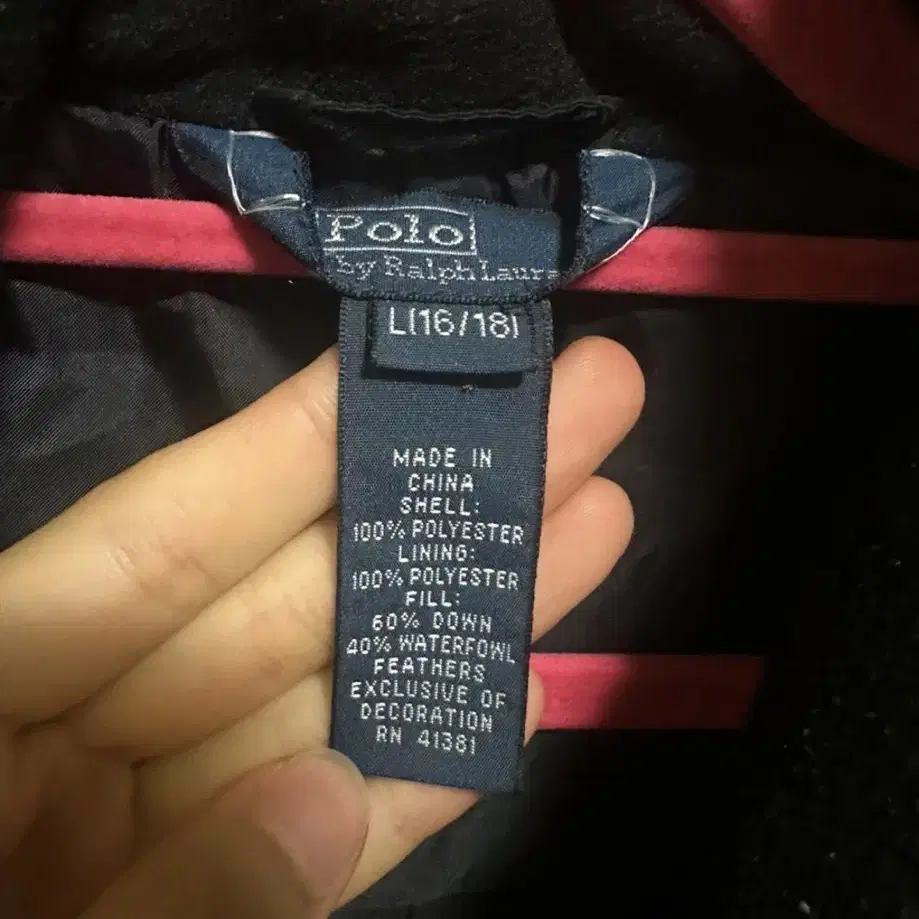 Polo
by Ralph Laure
L(16/18)
MADE IN
CHINA
SHELL:
100% POLYESTER
LINING:
100% POLYESTER
FILL:
60% DOWN
40% WATERFOWL
FEATHERS
EXCLUSIVE OF
DECORATION
RN 41381